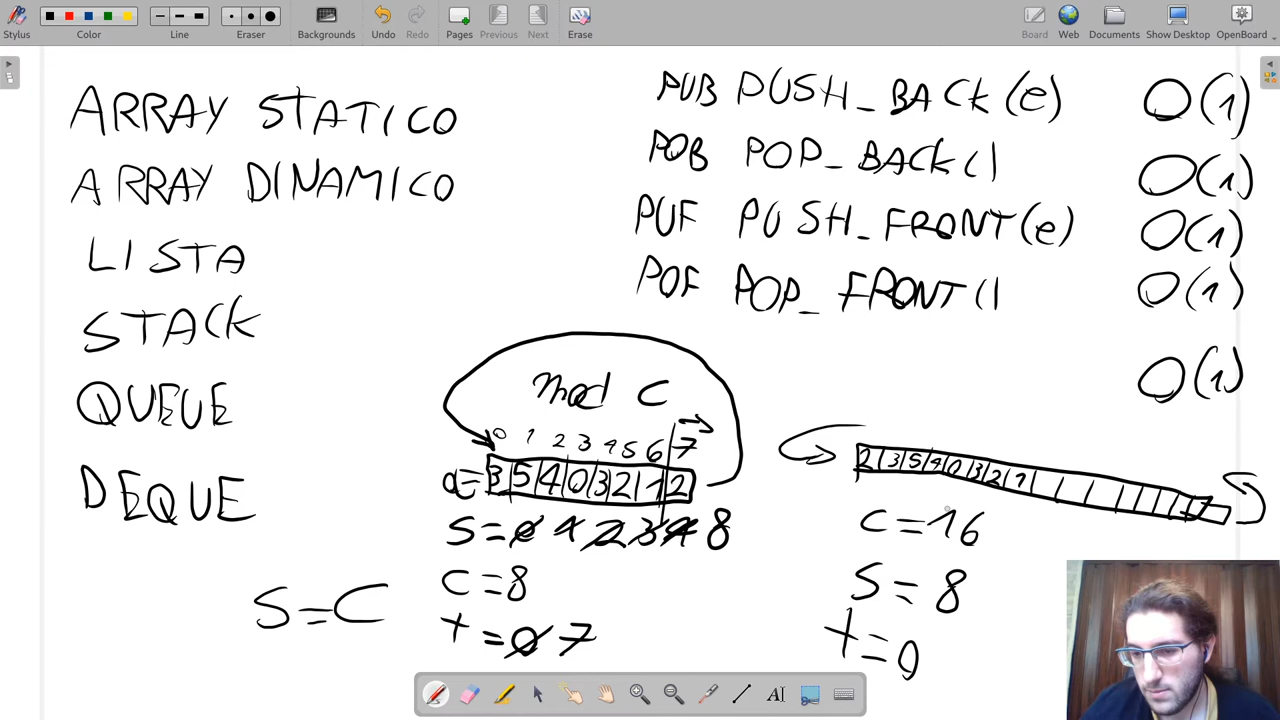 Stylus Color Line Eraser Backgrounds Undo Redo Pages Previous Next Erase Board Web Documents Show Desktop OpenBoard
ARRAY STATICO
ARRAY DINAMICO
LISTA
STACK
QUEUE
DEQUE
S=C
PUB PUSH_BACK(e) O(1)
POB POP_BACK() O(1)
PUF PUSH_FRONT(e) O(1)
POF POP_FRONT() O(1)
O(1)
mod C
0 1 2 3 4 5 6 7
a= 3 5 4 0 3 2 1 2
S= 0 1 2 3 4 8
C=8
t=0 7
2 3 5 4 0 3 2 1
C=16
S=8
t=0
AI